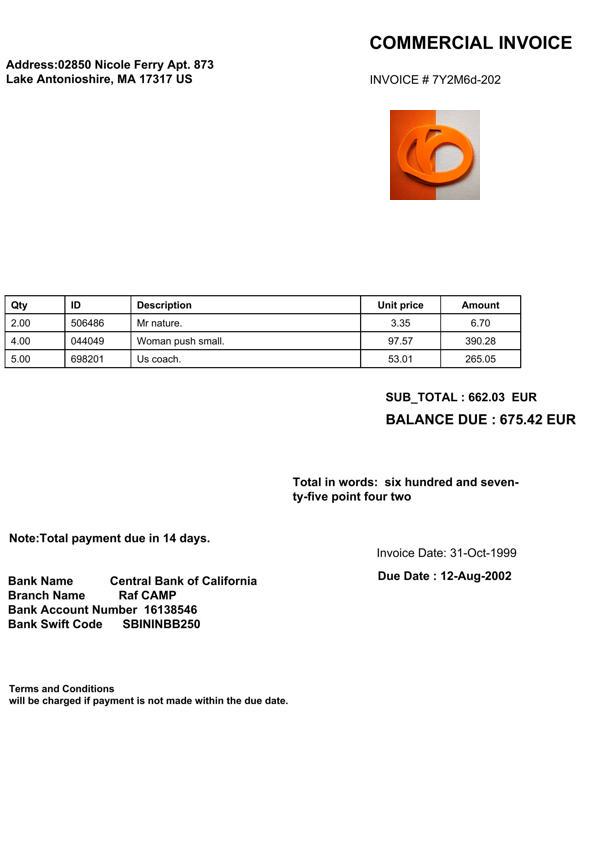 COMMERCIAL INVOICE
Address:02850 Nicole Ferry Apt. 873
Lake Antonioshire, MA 17317 US
INVOICE # 7Y2M6d-202
Qty ID Description Unit price Amount
2.00 506486 Mr nature. 3.35 6.70
4.00 044049 Woman push small. 97.57 390.28
5.00 698201 Us coach. 53.01 265.05
SUB_TOTAL : 662.03 EUR
BALANCE DUE : 675.42 EUR
Total in words: six hundred and seven-
ty-five point four two
Note:Total payment due in 14 days.
Invoice Date: 31-Oct-1999
Due Date : 12-Aug-2002
Bank Name Central Bank of California
Branch Name Raf CAMP
Bank Account Number 16138546
Bank Swift Code SBININBB250
Terms and Conditions
will be charged if payment is not made within the due date.